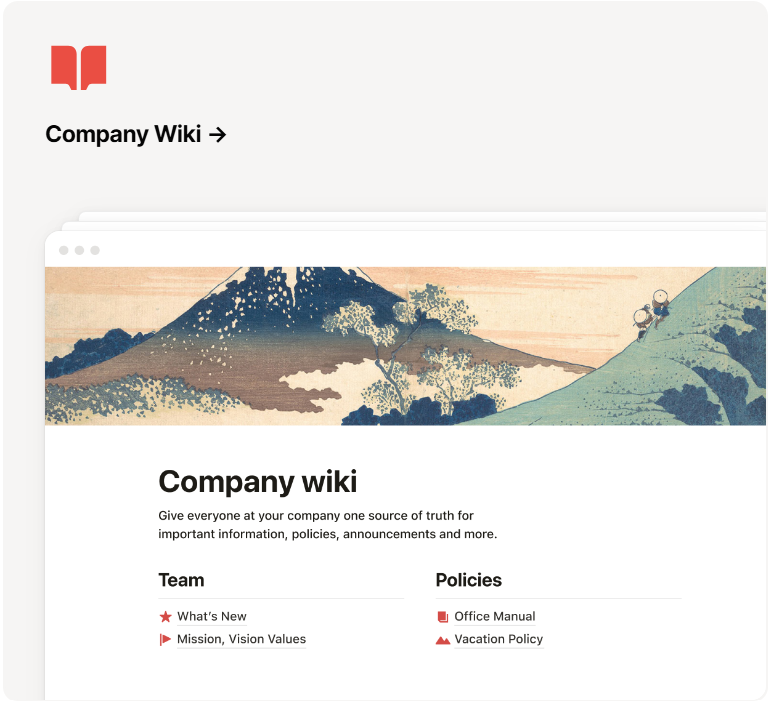 Company Wiki →
Company wiki
Give everyone at your company one source of truth for
important information, policies, announcements and more.
Team
What’s New
Mission, Vision Values
Policies
Office Manual
Vacation Policy